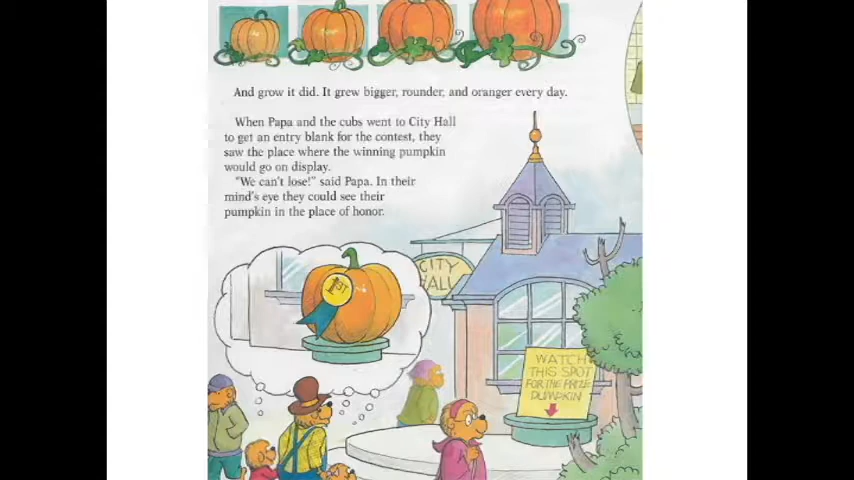 And grow it did. It grew bigger, rounder, and oranger every day.
When Papa and the cubs went to City Hall
to get an entry blank for the contest, they
saw the place where the winning pumpkin
would go on display.
"We can't lose!" said Papa. In their
mind's eye they could see their
pumpkin in the place of honor.
CITY
HALL
1ST
WATCH
THIS SPOT
FOR THE PRIZE
PUMPKIN